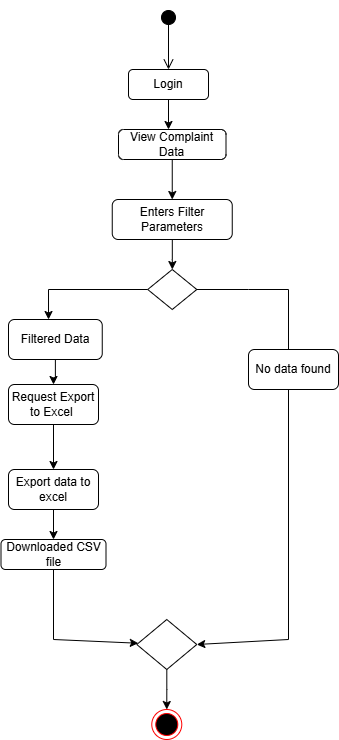 Login
View Complaint
Data
Enters Filter
Parameters
Filtered Data
No data found
Request Export
to Excel
Export data to
excel
Downloaded CSV
file